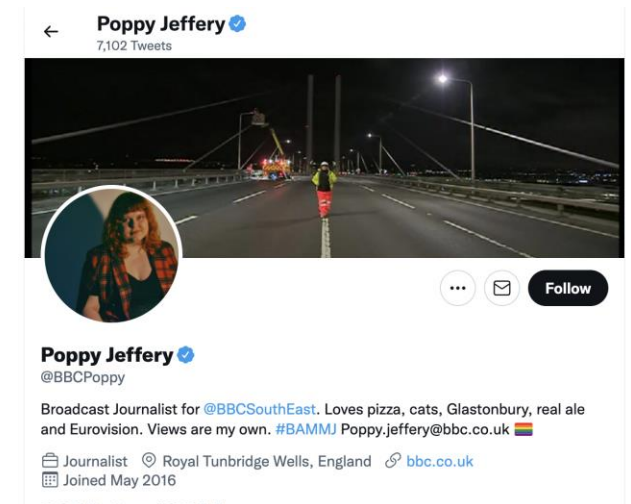 Poppy Jeffery
7,102 Tweets
Follow
Poppy Jeffery
@BBCPoppy
Broadcast Journalist for @BBCSouthEast. Loves pizza, cats, Glastonbury, real ale
and Eurovision. Views are my own. #BAMMJ Poppy.jeffery@bbc.co.uk 🏳️‍🌈
Journalist Royal Tunbridge Wells, England bbc.co.uk
Joined May 2016